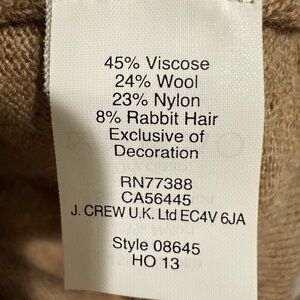 45% Viscose
24% Wool
23% Nylon
8% Rabbit Hair
Exclusive of
Decoration
RN77388
CA56445
J. CREW U.K. Ltd EC4V 6JA
Style 08645
HO 13